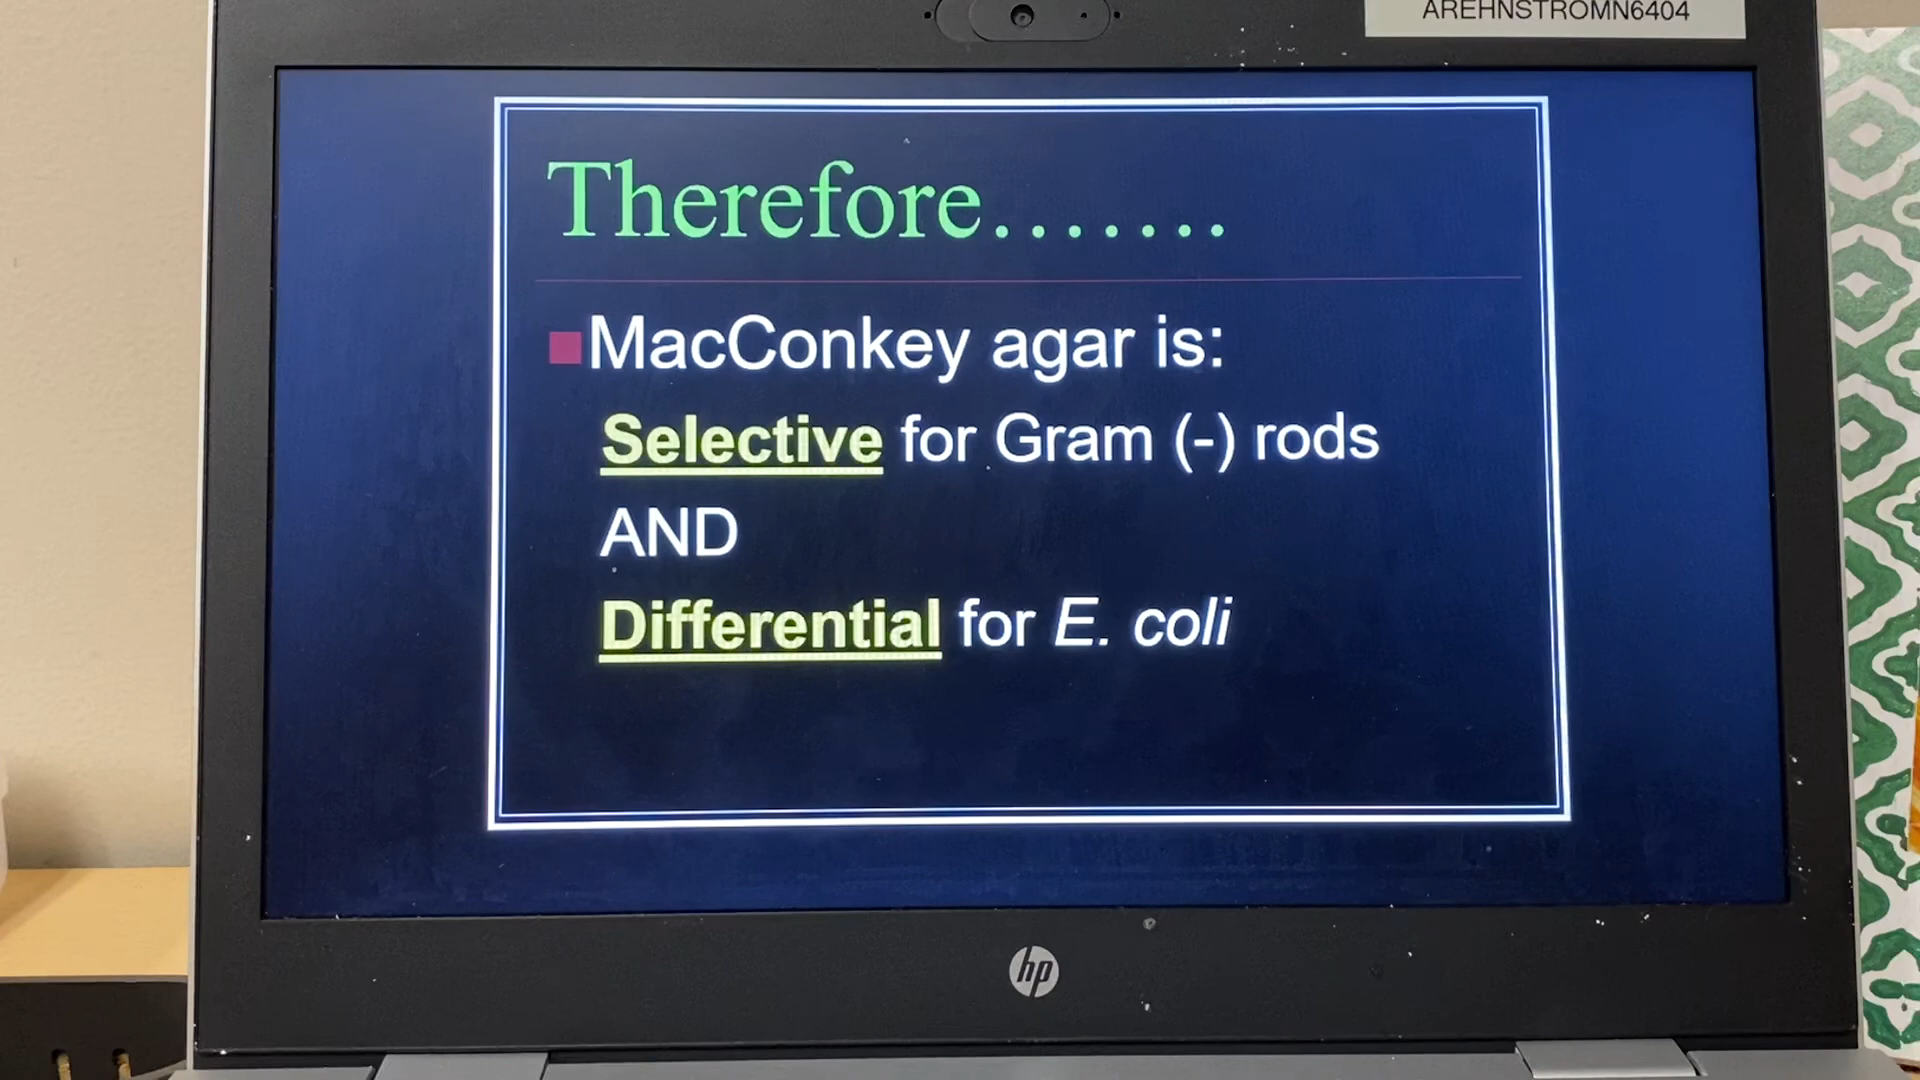 AREHNSTROMN6404
Therefore.......
MacConkey agar is:
Selective for Gram (-) rods
AND
Differential for E. coli
hp